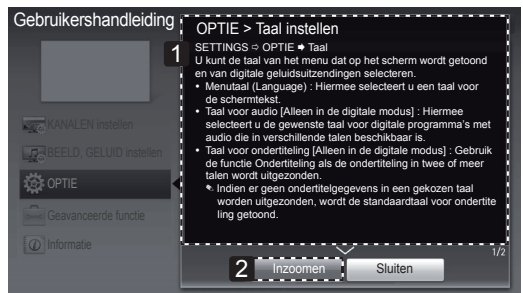 Gebruikershandleiding
KANALEN instellen
BEELD, GELUID instellen
OPTIE
Geavanceerde functie
Informatie
1
OPTIE > Taal instellen
SETTINGS ⇨ OPTIE ➡ Taal
U kunt de taal van het menu dat op het scherm wordt getoond
en van digitale geluidsuitzendingen selecteren.
• Menutaal (Language) : Hiermee selecteert u een taal voor
de schermtekst.
• Taal voor audio [Alleen in de digitale modus] : Hiermee
selecteert u de gewenste taal voor digitale programma's met
audio die in verschillende talen beschikbaar is.
• Taal voor ondertiteling [Alleen in de digitale modus] : Gebruik
de functie Ondertiteling als de ondertiteling in twee of meer
talen wordt uitgezonden.
Indien er geen ondertitelgegevens in een gekozen taal
worden uitgezonden, wordt de standaardtaal voor ondertite
ling getoond.
1/2
2
Inzoomen
Sluiten